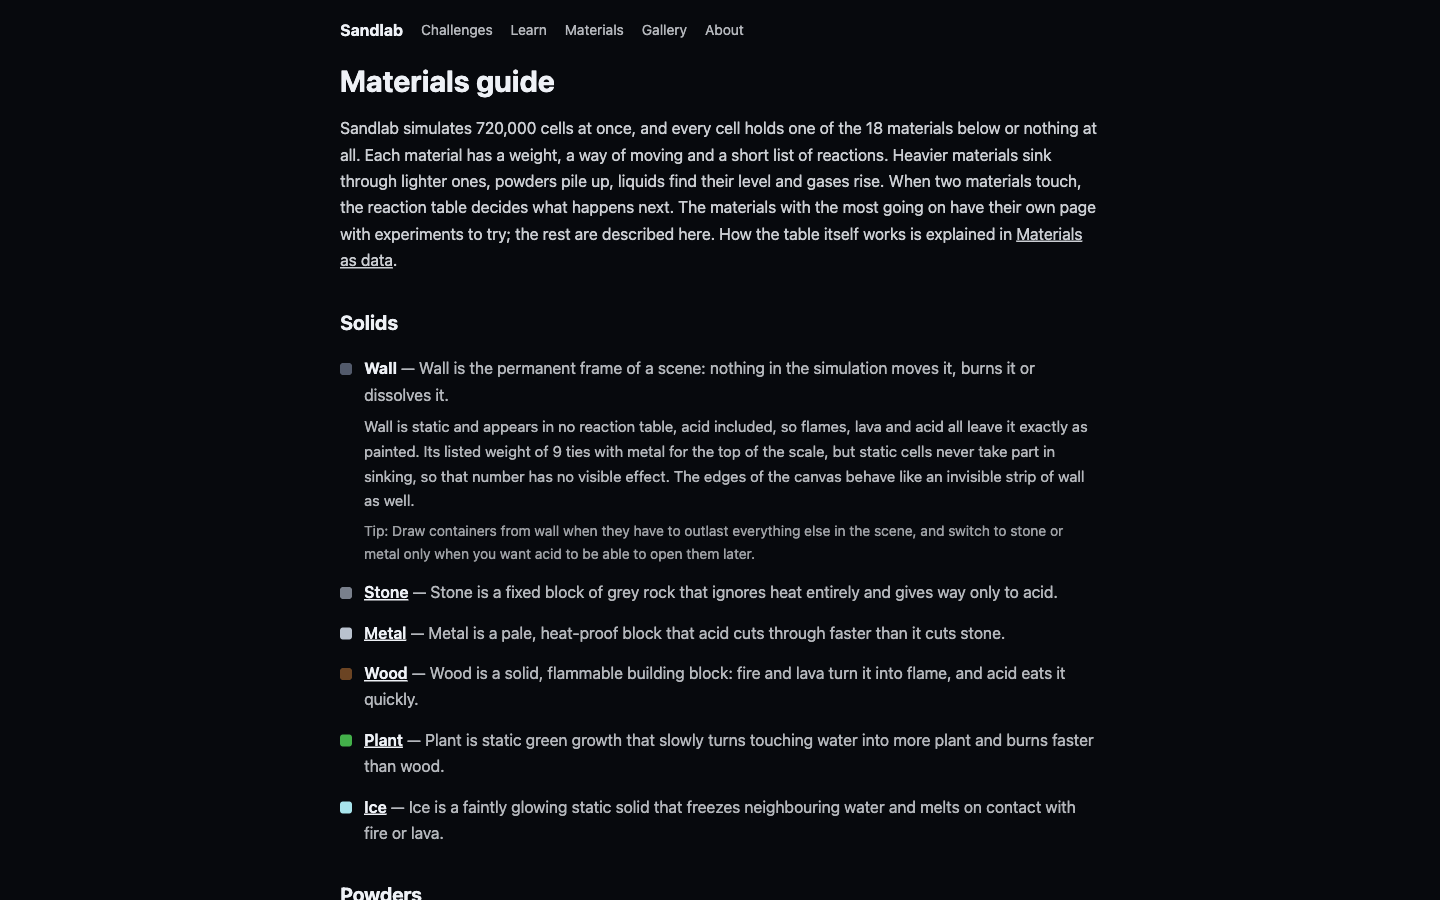 Sandlab Challenges Learn Materials Gallery About
Materials guide
Sandlab simulates 720,000 cells at once, and every cell holds one of the 18 materials below or nothing at
all. Each material has a weight, a way of moving and a short list of reactions. Heavier materials sink
through lighter ones, powders pile up, liquids find their level and gases rise. When two materials touch,
the reaction table decides what happens next. The materials with the most going on have their own page
with experiments to try; the rest are described here. How the table itself works is explained in Materials
as data.
Solids
Wall — Wall is the permanent frame of a scene: nothing in the simulation moves it, burns it or
dissolves it.
Wall is static and appears in no reaction table, acid included, so flames, lava and acid all leave it exactly as
painted. Its listed weight of 9 ties with metal for the top of the scale, but static cells never take part in
sinking, so that number has no visible effect. The edges of the canvas behave like an invisible strip of wall
as well.
Tip: Draw containers from wall when they have to outlast everything else in the scene, and switch to stone or
metal only when you want acid to be able to open them later.
Stone — Stone is a fixed block of grey rock that ignores heat entirely and gives way only to acid.
Metal — Metal is a pale, heat-proof block that acid cuts through faster than it cuts stone.
Wood — Wood is a solid, flammable building block: fire and lava turn it into flame, and acid eats it
quickly.
Plant — Plant is static green growth that slowly turns touching water into more plant and burns faster
than wood.
Ice — Ice is a faintly glowing static solid that freezes neighbouring water and melts on contact with
fire or lava.
Powders